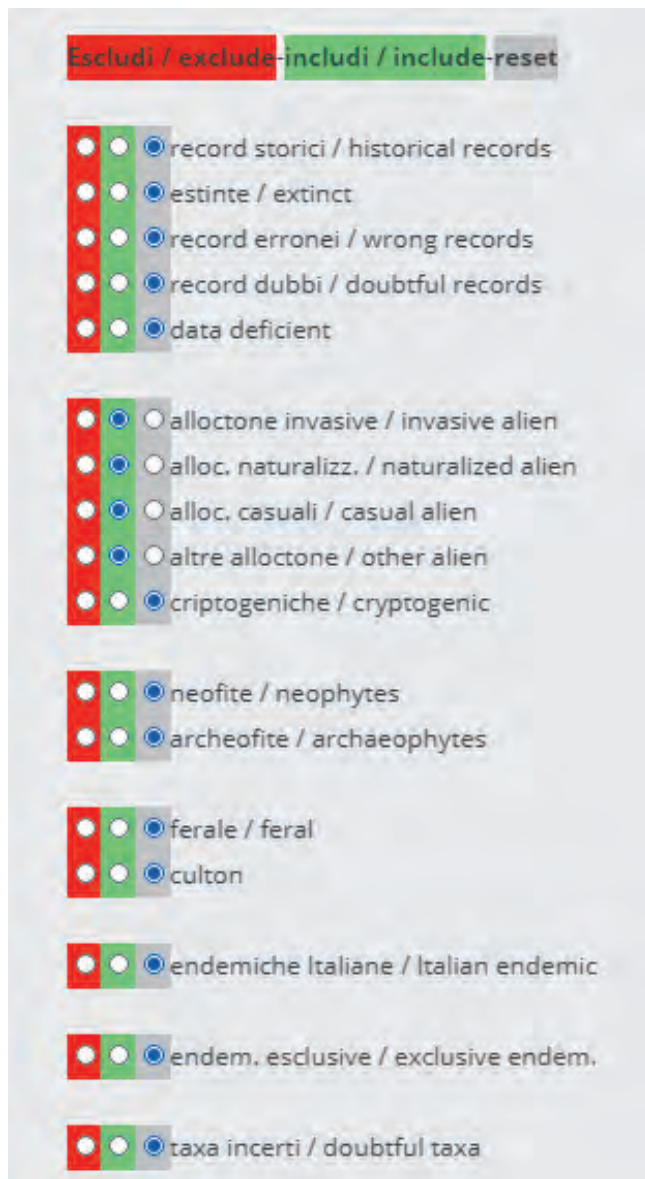 Escludi / exclude-includi / include-reset
record storici / historical records
estinte / extinct
record erronei / wrong records
record dubbi / doubtful records
data deficient
alloctone invasive / invasive alien
alloc. naturalizz. / naturalized alien
alloc. casuali / casual alien
altre alloctone / other alien
criptogeniche / cryptogenic
neofite / neophytes
archeofite / archaeophytes
ferale / feral
culton
endemiche Italiane / Italian endemic
endem. esclusive / exclusive endem.
taxa incerti / doubtful taxa